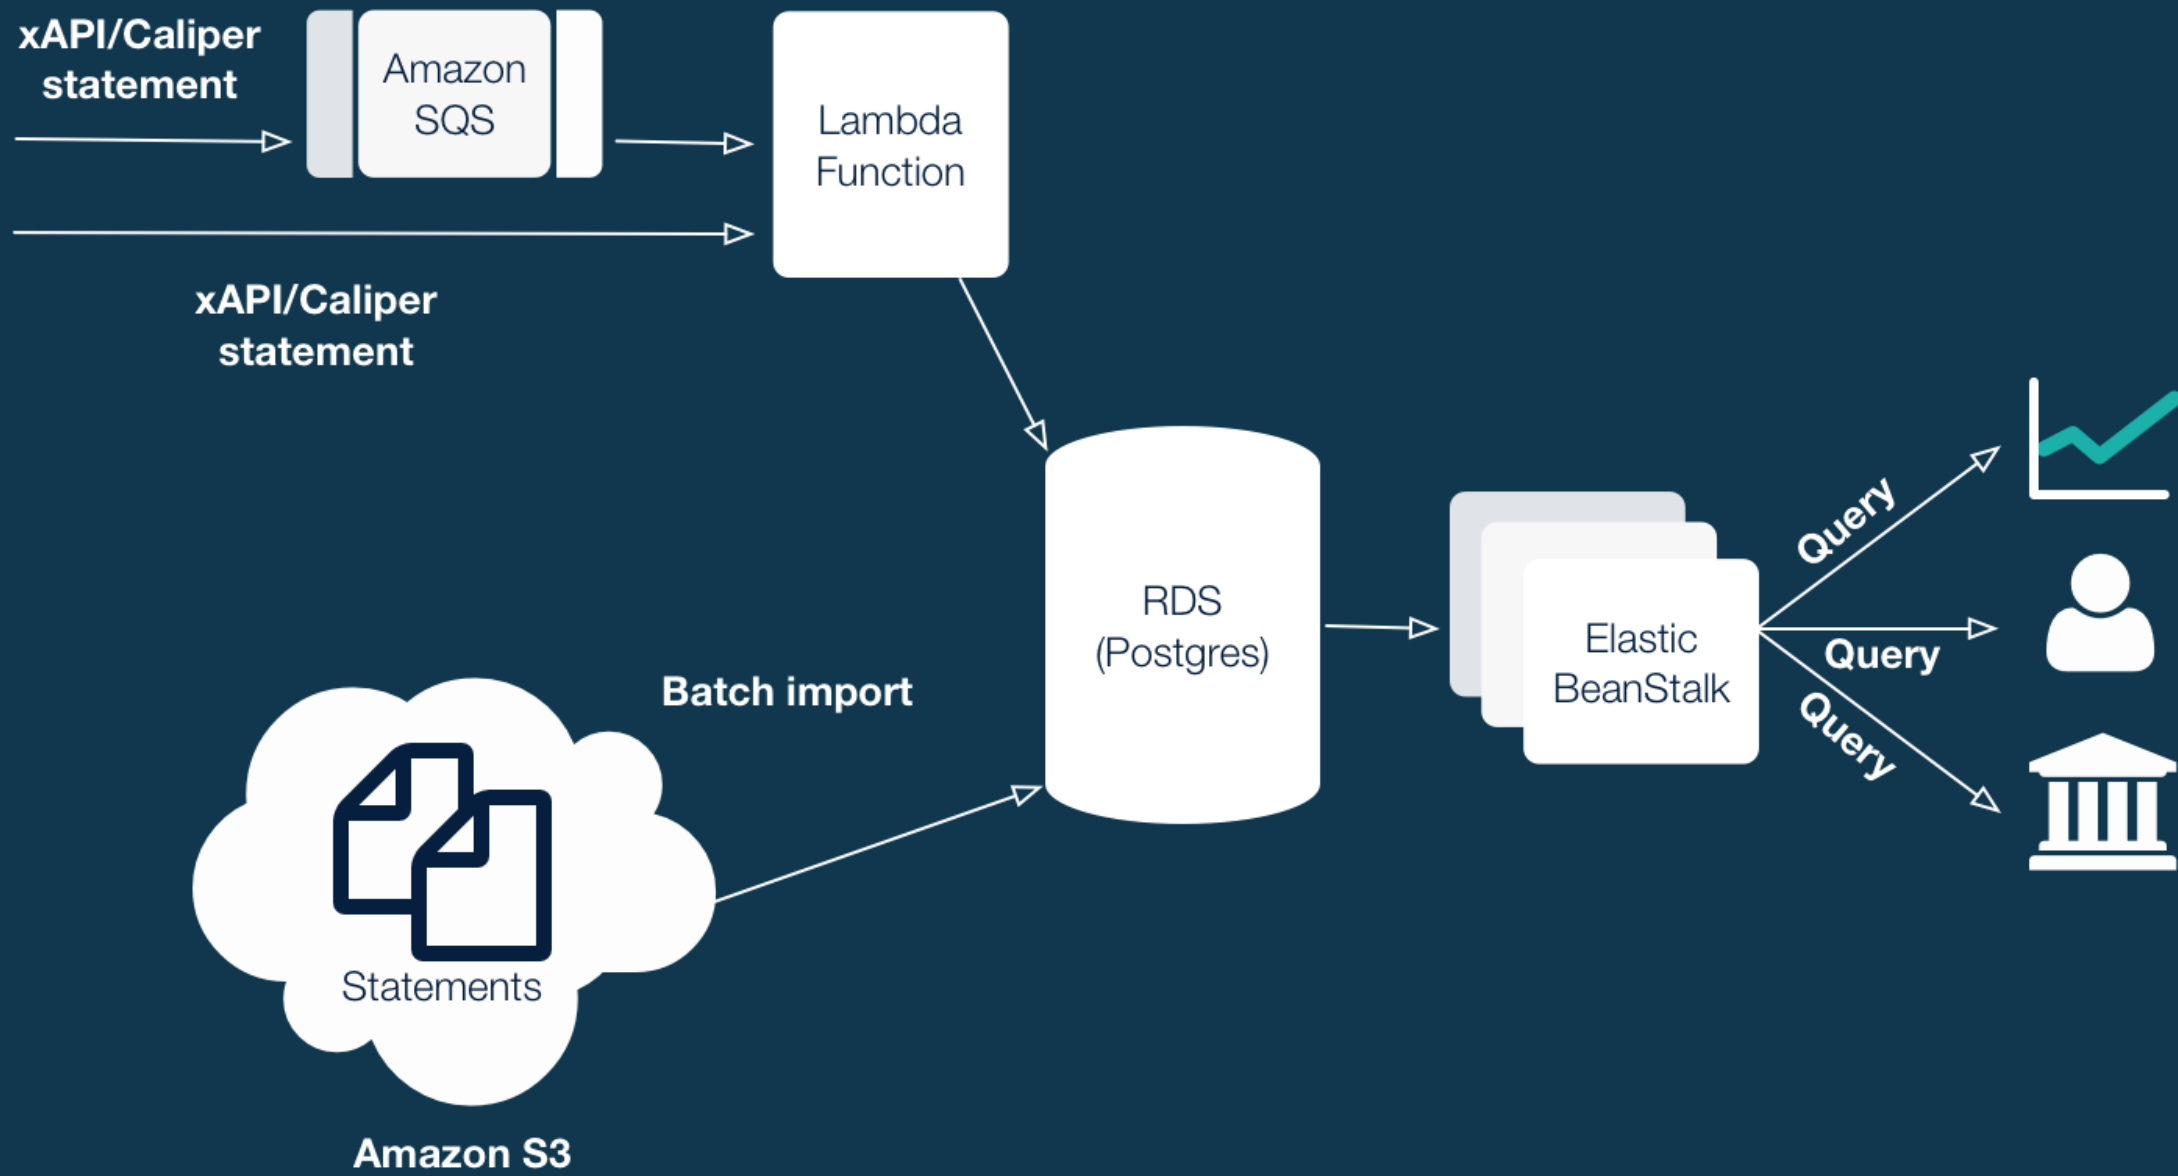 xAPI/Caliper
statement
Amazon
SQS
Lambda
Function
xAPI/Caliper
statement
RDS
(Postgres)
Elastic
BeanStalk
Query
Query
Query
Batch import
Statements
Amazon S3